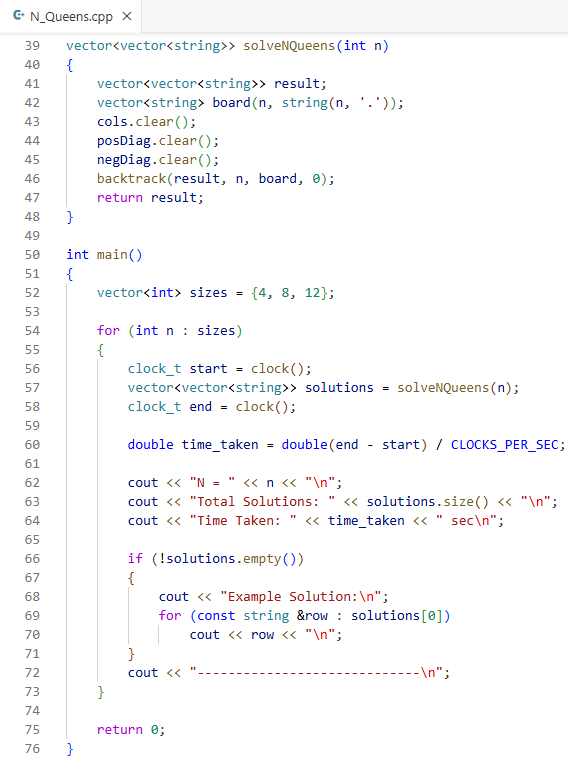 N_Queens.cpp ×
39 vector<vector<string>> solveNQueens(int n)
40 {
41     vector<vector<string>> result;
42     vector<string> board(n, string(n, '.'));
43     cols.clear();
44     posDiag.clear();
45     negDiag.clear();
46     backtrack(result, n, board, 0);
47     return result;
48 }
49
50 int main()
51 {
52     vector<int> sizes = {4, 8, 12};
53
54     for (int n : sizes)
55     {
56         clock_t start = clock();
57         vector<vector<string>> solutions = solveNQueens(n);
58         clock_t end = clock();
59
60         double time_taken = double(end - start) / CLOCKS_PER_SEC;
61
62         cout << "N = " << n << "\n";
63         cout << "Total Solutions: " << solutions.size() << "\n";
64         cout << "Time Taken: " << time_taken << " sec\n";
65
66         if (!solutions.empty())
67         {
68             cout << "Example Solution:\n";
69             for (const string &row : solutions[0])
70                 cout << row << "\n";
71         }
72         cout << "-----------------------------\n";
73     }
74
75     return 0;
76 }